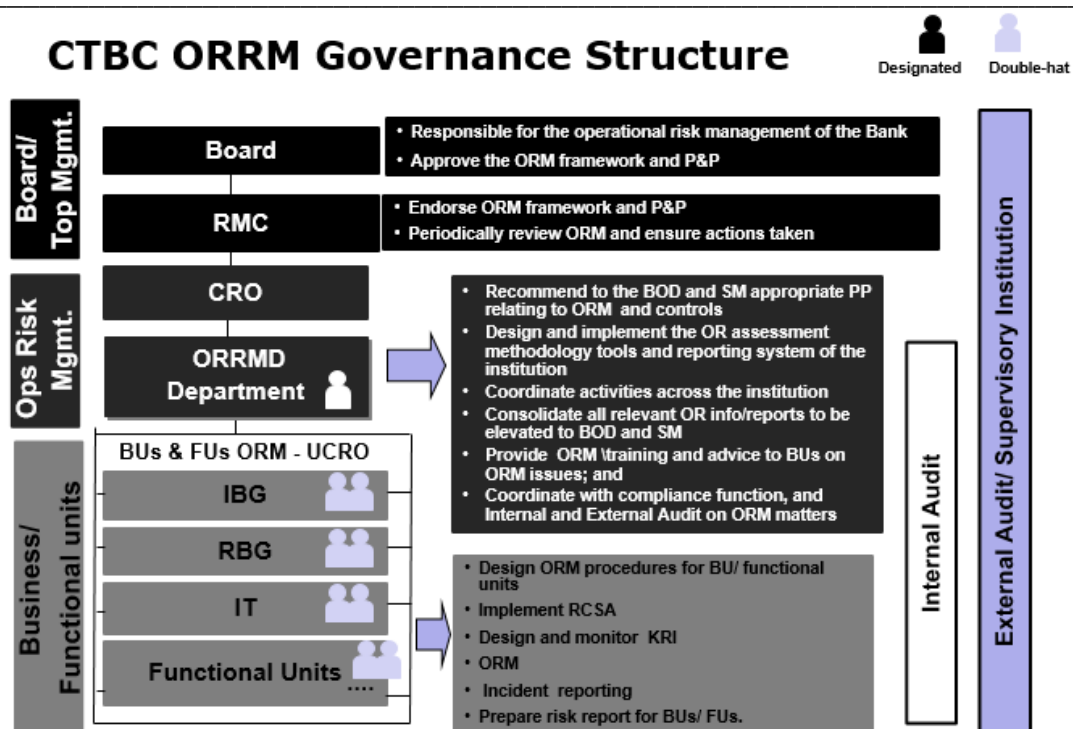 CTBC ORRM Governance Structure
Designated
Double-hat
Board/
Top Mgmt.
Board
• Responsible for the operational risk management of the Bank
• Approve the ORM framework and P&P
RMC
• Endorse ORM framework and P&P
• Periodically review ORM and ensure actions taken
Ops Risk
Mgmt.
CRO
ORRMD
Department
• Recommend to the BOD and SM appropriate PP
relating to ORM and controls
• Design and implement the OR assessment
methodology tools and reporting system of the
institution
• Coordinate activities across the institution
• Consolidate all relevant OR info/reports to be
elevated to BOD and SM
• Provide ORM \training and advice to BUs on
ORM issues; and
• Coordinate with compliance function, and
Internal and External Audit on ORM matters
Business/
Functional units
BUs & FUs ORM - UCRO
IBG
RBG
IT
Functional Units
....
• Design ORM procedures for BU/ functional
units
• Implement RCSA
• Design and monitor KRI
• ORM
• Incident reporting
• Prepare risk report for BUs/ FUs.
Internal Audit
External Audit/ Supervisory Institution